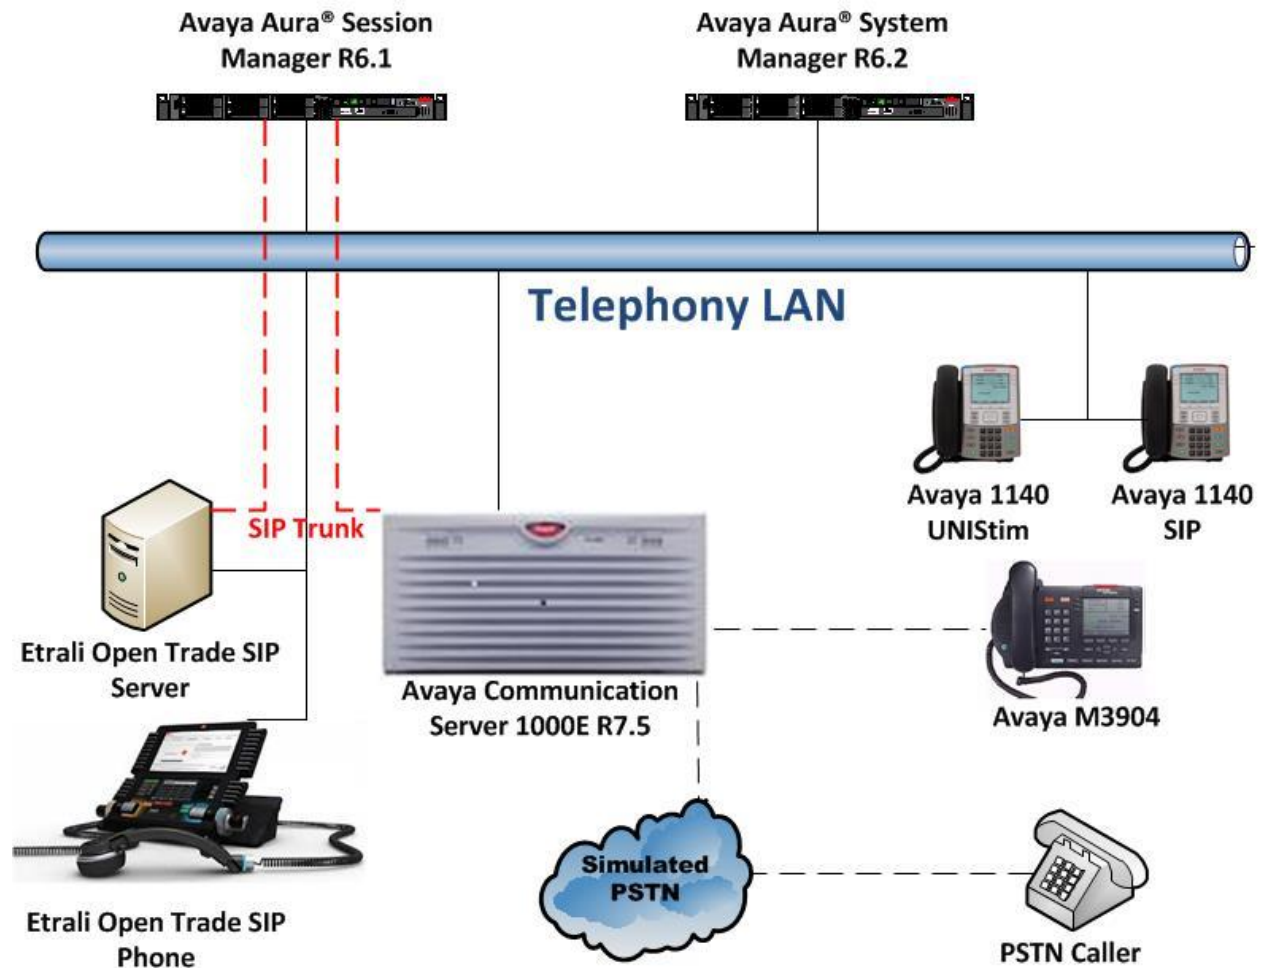 Avaya Aura® Session
Manager R6.1
Avaya Aura® System
Manager R6.2
Telephony LAN
Avaya 1140
UNIStim
Avaya 1140
SIP
SIP Trunk
Etrali Open Trade SIP
Server
Avaya Communication
Server 1000E R7.5
Avaya M3904
Simulated
PSTN
Etrali Open Trade SIP
Phone
PSTN Caller